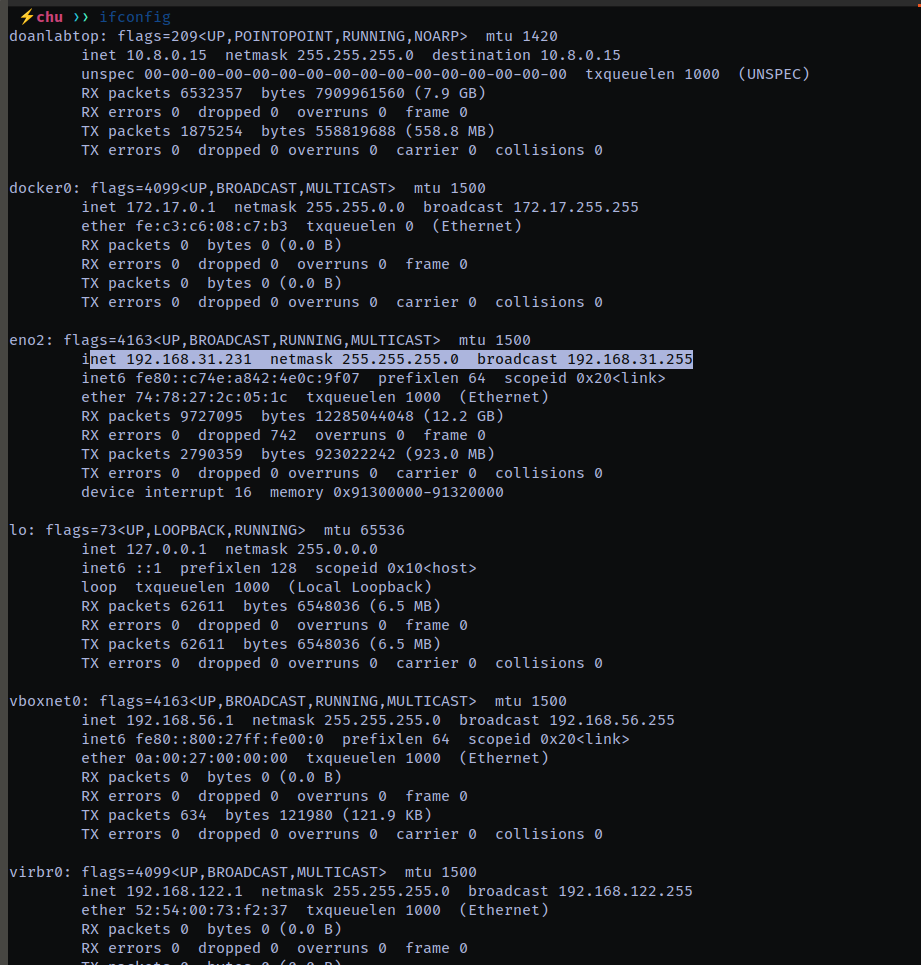 ⚡chu ❯❯ ifconfig
doanlabtop: flags=209<UP,POINTOPOINT,RUNNING,NOARP>  mtu 1420
        inet 10.8.0.15  netmask 255.255.255.0  destination 10.8.0.15
        unspec 00-00-00-00-00-00-00-00-00-00-00-00-00-00-00-00  txqueuelen 1000  (UNSPEC)
        RX packets 6532357  bytes 7909961560 (7.9 GB)
        RX errors 0  dropped 0  overruns 0  frame 0
        TX packets 1875254  bytes 558819688 (558.8 MB)
        TX errors 0  dropped 0 overruns 0  carrier 0  collisions 0

docker0: flags=4099<UP,BROADCAST,MULTICAST>  mtu 1500
        inet 172.17.0.1  netmask 255.255.0.0  broadcast 172.17.255.255
        ether fe:c3:c6:08:c7:b3  txqueuelen 0  (Ethernet)
        RX packets 0  bytes 0 (0.0 B)
        RX errors 0  dropped 0  overruns 0  frame 0
        TX packets 0  bytes 0 (0.0 B)
        TX errors 0  dropped 0 overruns 0  carrier 0  collisions 0

eno2: flags=4163<UP,BROADCAST,RUNNING,MULTICAST>  mtu 1500
        inet 192.168.31.231  netmask 255.255.255.0  broadcast 192.168.31.255
        inet6 fe80::c74e:a842:4e0c:9f07  prefixlen 64  scopeid 0x20<link>
        ether 74:78:27:2c:05:1c  txqueuelen 1000  (Ethernet)
        RX packets 9727095  bytes 12285044048 (12.2 GB)
        RX errors 0  dropped 742  overruns 0  frame 0
        TX packets 2790359  bytes 923022242 (923.0 MB)
        TX errors 0  dropped 0 overruns 0  carrier 0  collisions 0
        device interrupt 16  memory 0x91300000-91320000

lo: flags=73<UP,LOOPBACK,RUNNING>  mtu 65536
        inet 127.0.0.1  netmask 255.0.0.0
        inet6 ::1  prefixlen 128  scopeid 0x10<host>
        loop  txqueuelen 1000  (Local Loopback)
        RX packets 62611  bytes 6548036 (6.5 MB)
        RX errors 0  dropped 0  overruns 0  frame 0
        TX packets 62611  bytes 6548036 (6.5 MB)
        TX errors 0  dropped 0 overruns 0  carrier 0  collisions 0

vboxnet0: flags=4163<UP,BROADCAST,RUNNING,MULTICAST>  mtu 1500
        inet 192.168.56.1  netmask 255.255.255.0  broadcast 192.168.56.255
        inet6 fe80::800:27ff:fe00:0  prefixlen 64  scopeid 0x20<link>
        ether 0a:00:27:00:00:00  txqueuelen 1000  (Ethernet)
        RX packets 0  bytes 0 (0.0 B)
        RX errors 0  dropped 0  overruns 0  frame 0
        TX packets 634  bytes 121980 (121.9 KB)
        TX errors 0  dropped 0 overruns 0  carrier 0  collisions 0

virbr0: flags=4099<UP,BROADCAST,MULTICAST>  mtu 1500
        inet 192.168.122.1  netmask 255.255.255.0  broadcast 192.168.122.255
        ether 52:54:00:73:f2:37  txqueuelen 1000  (Ethernet)
        RX packets 0  bytes 0 (0.0 B)
        RX errors 0  dropped 0  overruns 0  frame 0
        TX packets 0  bytes 0 (0.0 B)